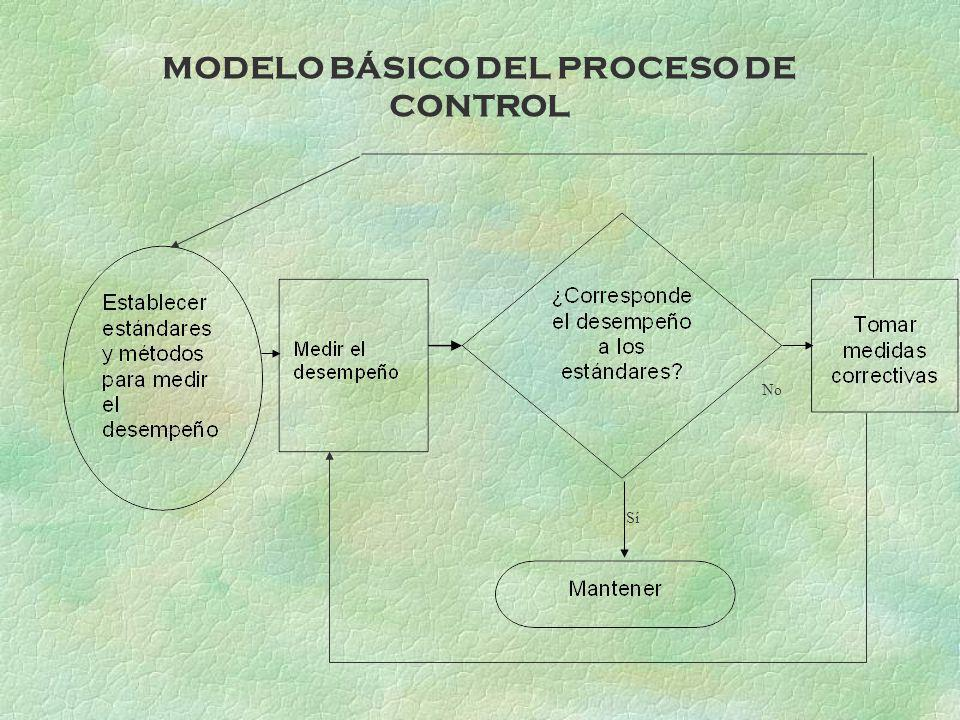 MODELO BÁSICO DEL PROCESO DE
CONTROL
Establecer
estándares
y métodos
para medir
el
desempeño
Medir el
desempeño
¿Corresponde
el desempeño
a los
estándares?
No
Tomar
medidas
correctivas
Sí
Mantener